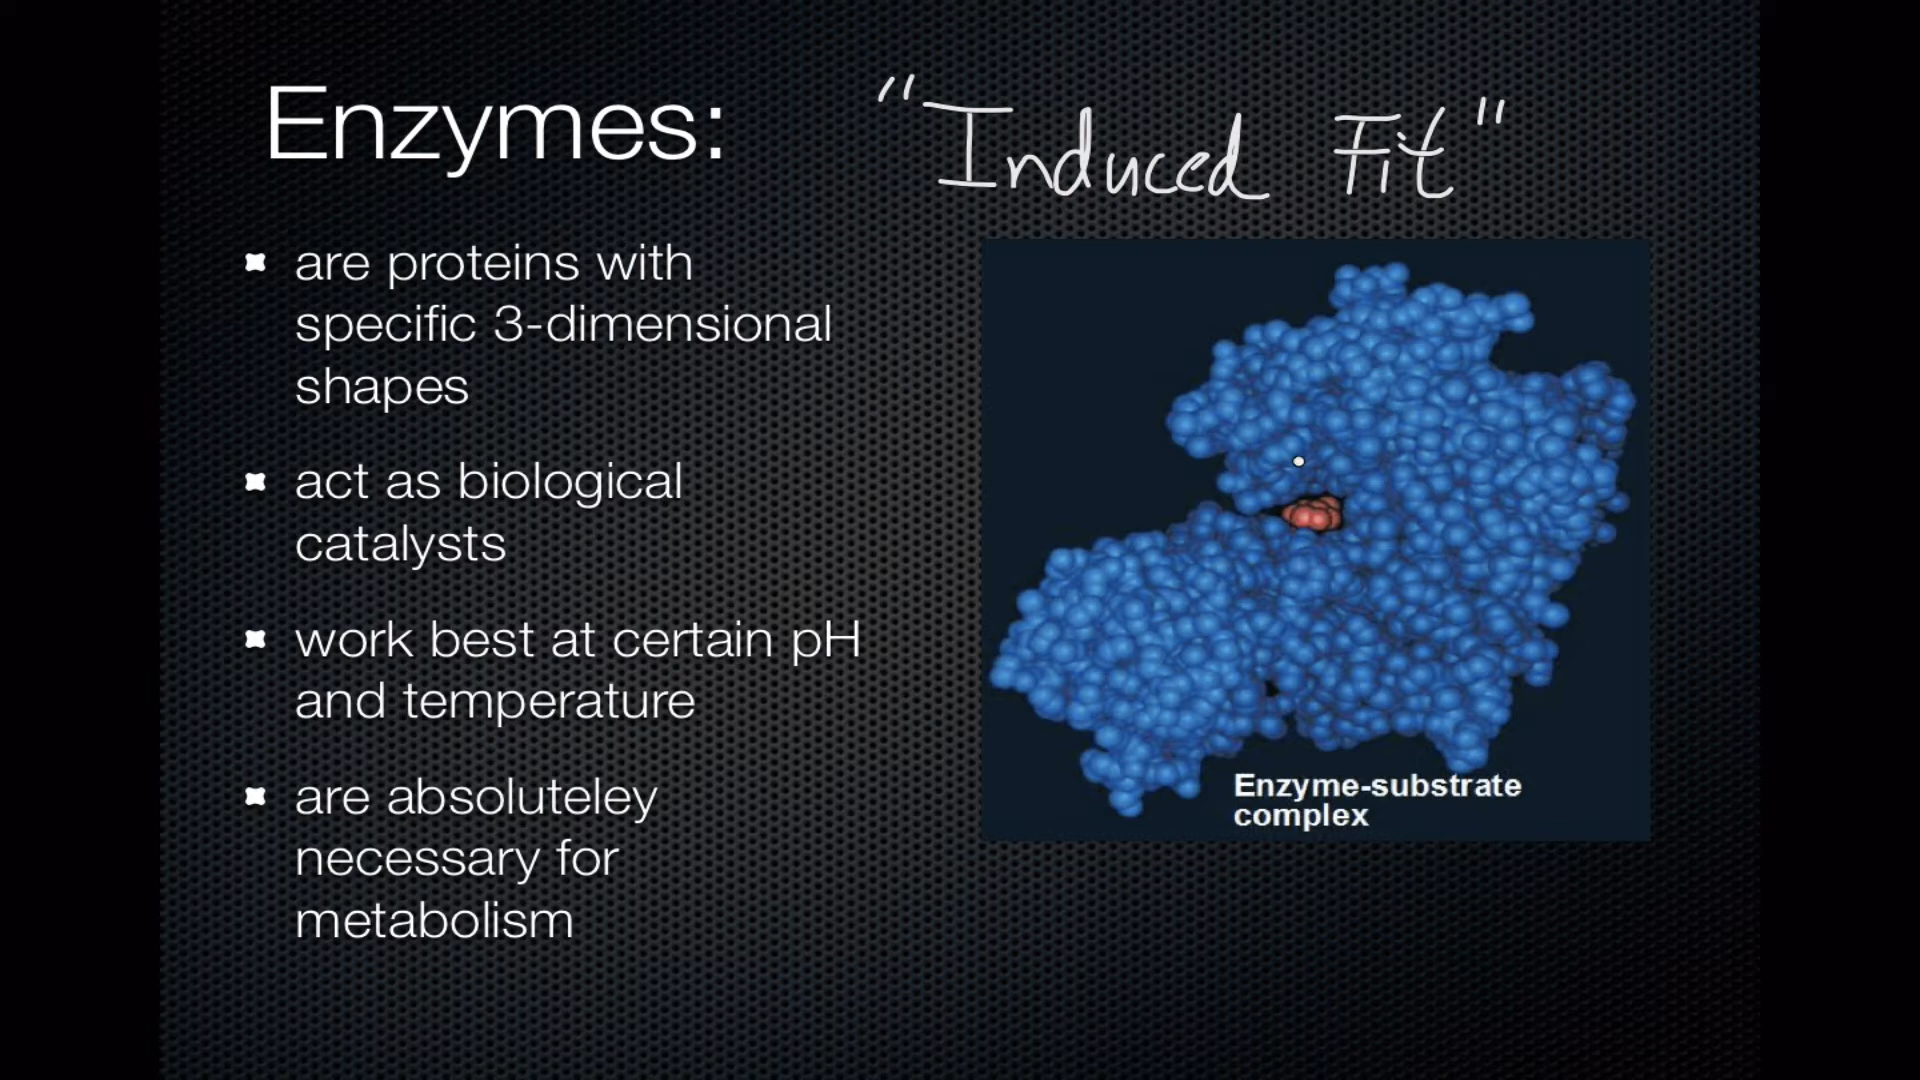 Enzymes:
"Induced Fit"
are proteins with
specific 3-dimensional
shapes
act as biological
catalysts
work best at certain pH
and temperature
are absoluteley
necessary for
metabolism
Enzyme-substrate
complex